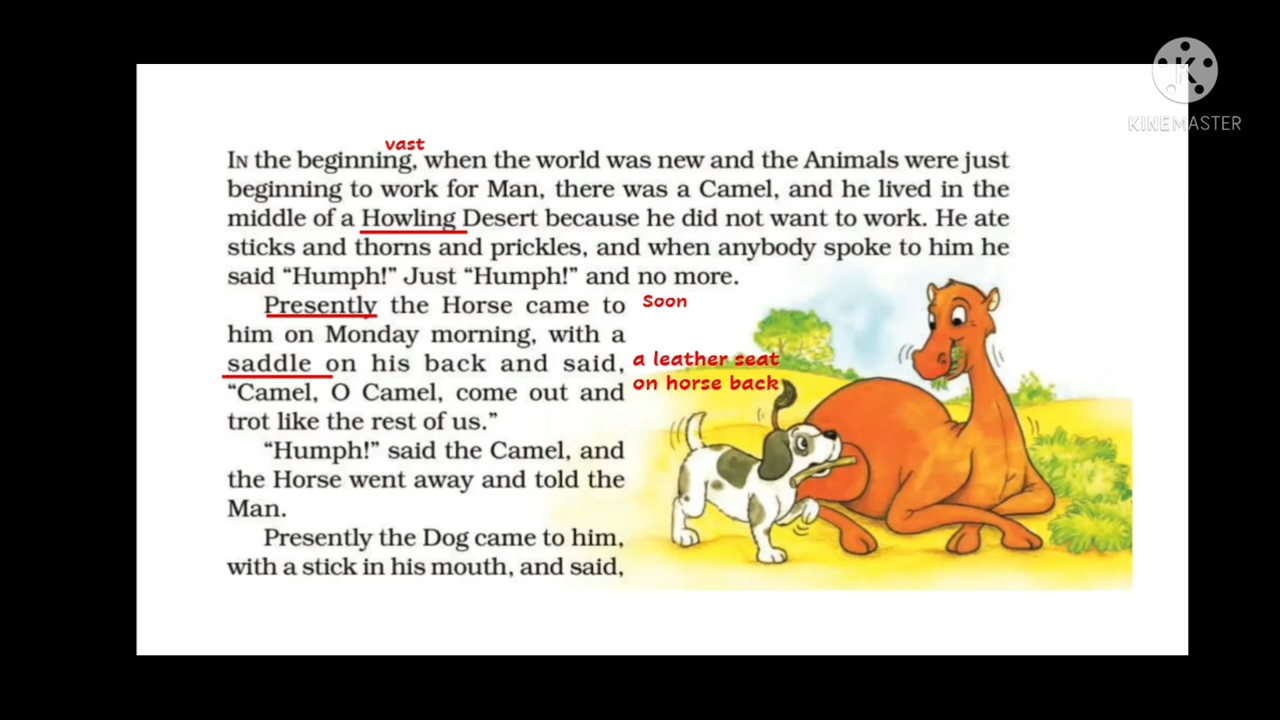 KINEMASTER
vast
IN the beginning, when the world was new and the Animals were just
beginning to work for Man, there was a Camel, and he lived in the
middle of a Howling Desert because he did not want to work. He ate
sticks and thorns and prickles, and when anybody spoke to him he
said “Humph!” Just “Humph!” and no more.
Presently the Horse came to
Soon
him on Monday morning, with a
saddle on his back and said,
a leather seat
on horse back
“Camel, O Camel, come out and
trot like the rest of us.”
“Humph!” said the Camel, and
the Horse went away and told the
Man.
Presently the Dog came to him,
with a stick in his mouth, and said,